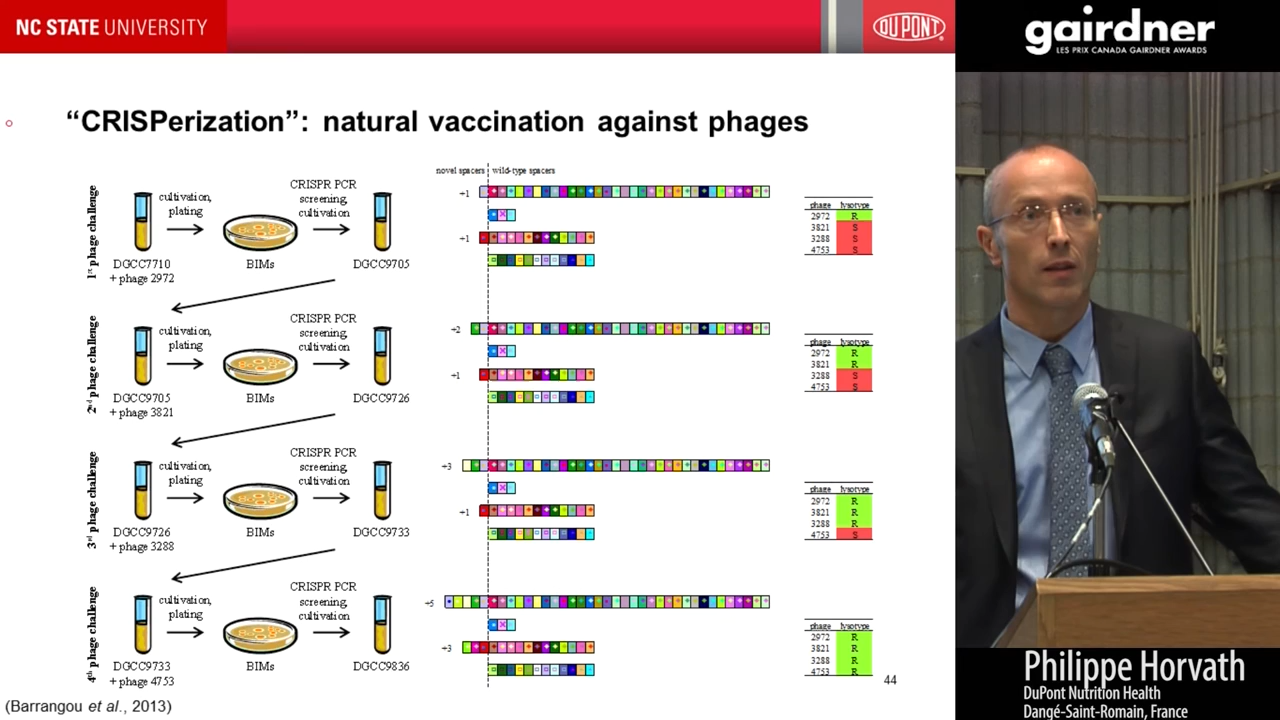 NC STATE UNIVERSITY
DU PONT
gairdner
LES PRIX CANADA GAIRDNER AWARDS
“CRISPerization”: natural vaccination against phages
novel spacers
wild-type spacers
1st phage challenge
cultivation,
plating
CRISPR PCR
screening,
cultivation
DGCC7710
+ phage 2972
BIMs
DGCC9705
+1
+1
phage lysotype
2972 R
3821 S
3288 S
4753 S
2nd phage challenge
cultivation,
plating
CRISPR PCR
screening,
cultivation
DGCC9705
+ phage 3821
BIMs
DGCC9726
+2
+1
phage lysotype
2972 R
3821 R
3288 S
4753 S
3rd phage challenge
cultivation,
plating
CRISPR PCR
screening,
cultivation
DGCC9726
+ phage 3288
BIMs
DGCC9733
+3
+1
phage lysotype
2972 R
3821 R
3288 R
4753 S
4th phage challenge
cultivation,
plating
CRISPR PCR
screening,
cultivation
DGCC9733
+ phage 4753
BIMs
DGCC9836
+5
+3
phage lysotype
2972 R
3821 R
3288 R
4753 R
44
(Barrangou et al., 2013)
Philippe Horvath
DuPont Nutrition Health
Dangé-Saint-Romain, France